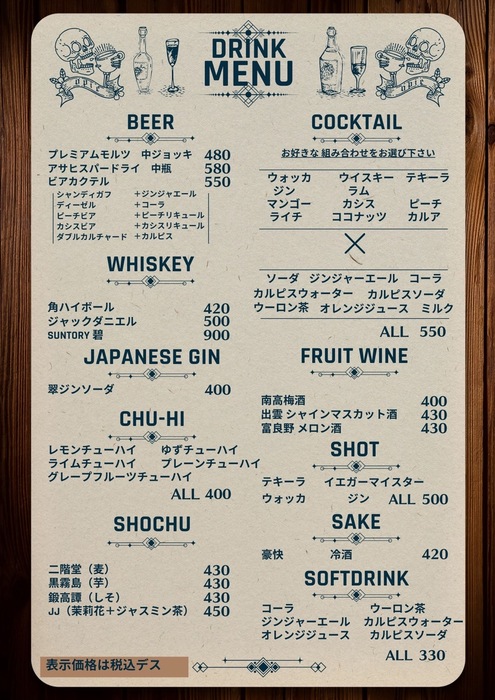 DRINK
MENU
BEER
プレミアムモルツ 中ジョッキ 480
アサヒスーパードライ 中瓶 580
ビアカクテル 550
シャンディガフ +ジンジャエール
ディーゼル +コーラ
ピーチビア +ピーチリキュール
カシスビア +カシスリキュール
ダブルカルチャード +カルピス
WHISKEY
角ハイボール 420
ジャックダニエル 500
SUNTORY 碧 900
JAPANESE GIN
翠ジンソーダ 400
CHU-HI
レモンチューハイ ゆずチューハイ
ライムチューハイ プレーンチューハイ
グレープフルーツチューハイ
ALL 400
SHOCHU
二階堂（麦） 430
黒霧島（芋） 430
鍛高譚（しそ） 430
JJ（茉莉花＋ジャスミン茶） 450
表示価格は税込デス
COCKTAIL
お好きな 組み合わせをお選び下さい
ウォッカ ウイスキー テキーラ
ジン ラム
マンゴー カシス ピーチ
ライチ ココナッツ カルア
×
ソーダ ジンジャーエール コーラ
カルピスウォーター カルピスソーダ
ウーロン茶 オレンジジュース ミルク
ALL 550
FRUIT WINE
南高梅酒 400
出雲 シャインマスカット酒 430
富良野 メロン酒 430
SHOT
テキーラ イエガーマイスター
ウォッカ ジン ALL 500
SAKE
豪快 冷酒 420
SOFTDRINK
コーラ ウーロン茶
ジンジャーエール カルピスウォーター
オレンジジュース カルピスソーダ
ALL 330